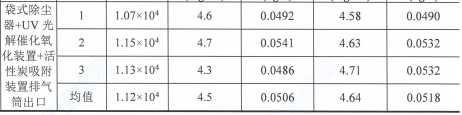 袋式除尘器+UV 光解催化氧化装置+活性炭吸附装置排气筒出口
1 1.07×10⁴ 4.6 0.0492 4.58 0.0490
2 1.15×10⁴ 4.7 0.0541 4.63 0.0532
3 1.13×10⁴ 4.3 0.0486 4.71 0.0532
均值 1.12×10⁴ 4.5 0.0506 4.64 0.0518